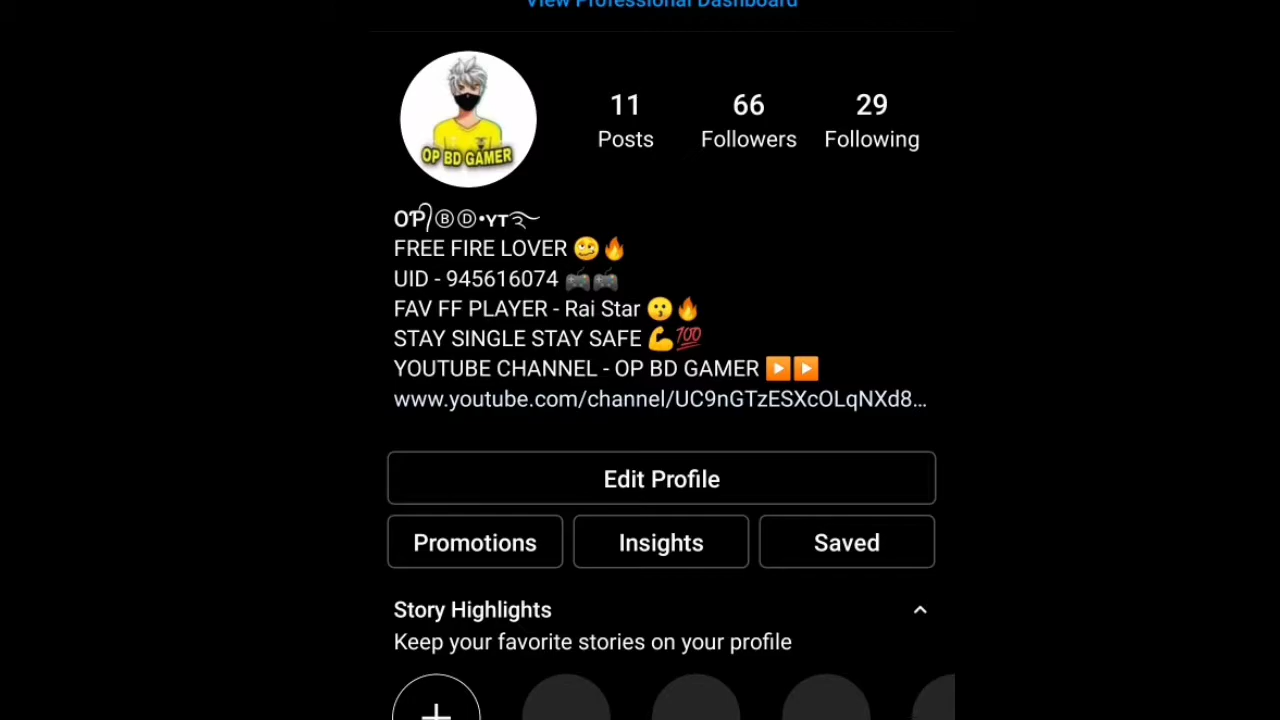 View Professional Dashboard
OP BD GAMER
11
Posts
66
Followers
29
Following
OƤ᭄ⒷⒹ•ʏᴛ࿐
FREE FIRE LOVER 🥴🔥
UID - 945616074 🎮🎮
FAV FF PLAYER - Rai Star 😗🔥
STAY SINGLE STAY SAFE 💪💯
YOUTUBE CHANNEL - OP BD GAMER ▶️▶️
www.youtube.com/channel/UC9nGTzESXcOLqNXd8...
Edit Profile
Promotions
Insights
Saved
Story Highlights
Keep your favorite stories on your profile